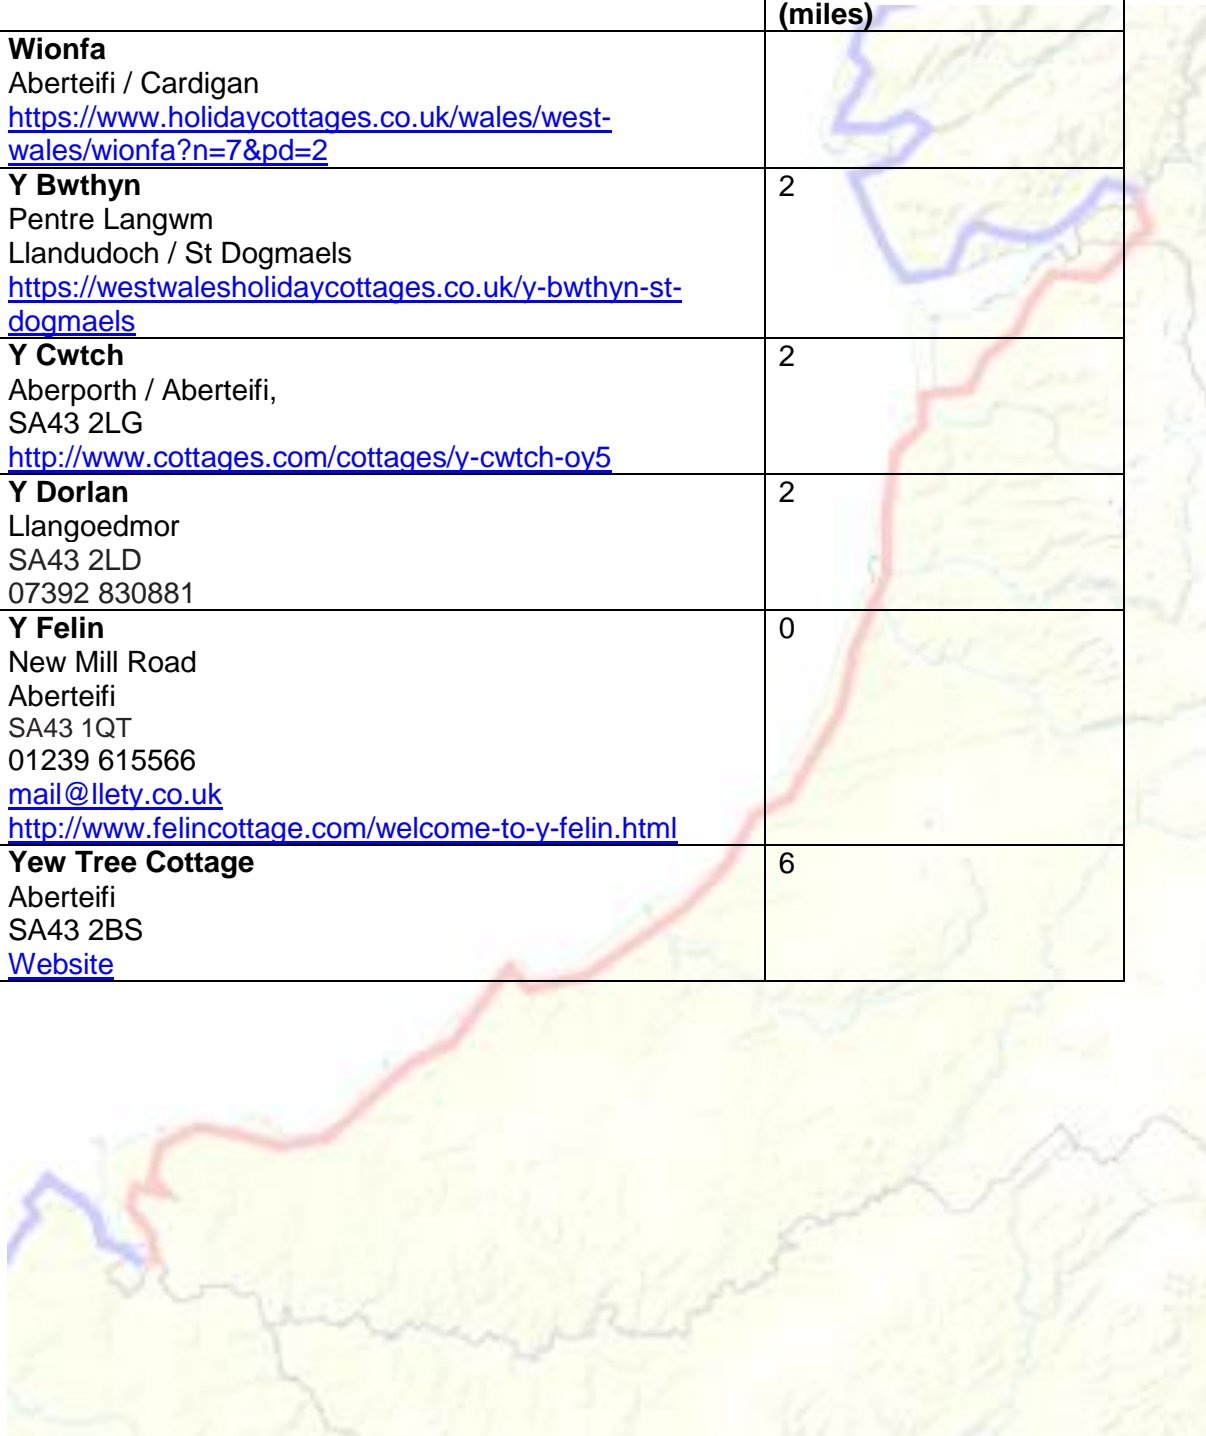 (miles)
Wionfa
Aberteifi / Cardigan
https://www.holidaycottages.co.uk/wales/west-
wales/wionfa?n=7&pd=2
Y Bwthyn
2
Pentre Langwm
Llandudoch / St Dogmaels
https://westwalesholidaycottages.co.uk/y-bwthyn-st-
dogmaels
Y Cwtch
2
Aberporth / Aberteifi,
SA43 2LG
http://www.cottages.com/cottages/y-cwtch-oy5
Y Dorlan
2
Llangoedmor
SA43 2LD
07392 830881
Y Felin
0
New Mill Road
Aberteifi
SA43 1QT
01239 615566
mail@llety.co.uk
http://www.felincottage.com/welcome-to-y-felin.html
Yew Tree Cottage
6
Aberteifi
SA43 2BS
Website